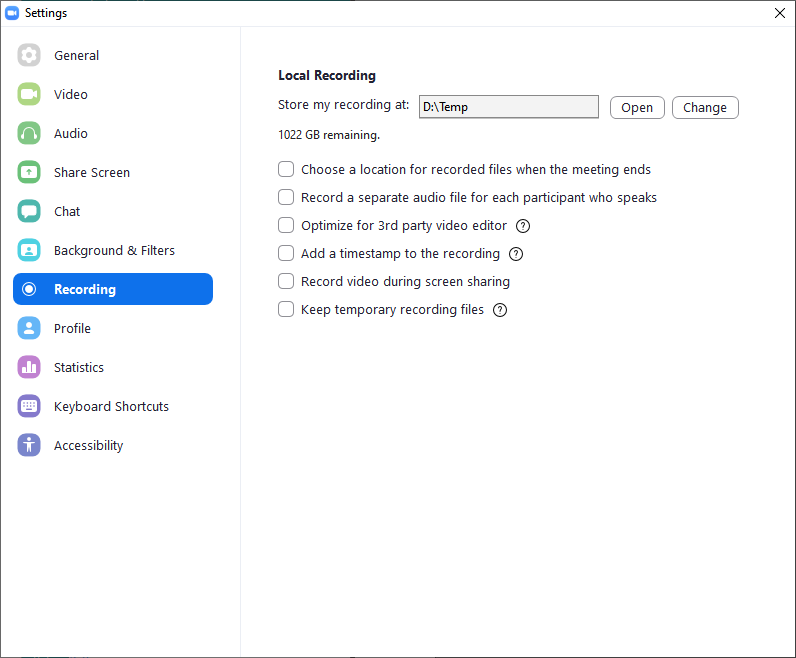 Settings
General
Video
Audio
Share Screen
Chat
Background & Filters
Recording
Profile
Statistics
Keyboard Shortcuts
Accessibility
Local Recording
Store my recording at: D:\Temp Open Change
1022 GB remaining.
Choose a location for recorded files when the meeting ends
Record a separate audio file for each participant who speaks
Optimize for 3rd party video editor ?
Add a timestamp to the recording ?
Record video during screen sharing
Keep temporary recording files ?